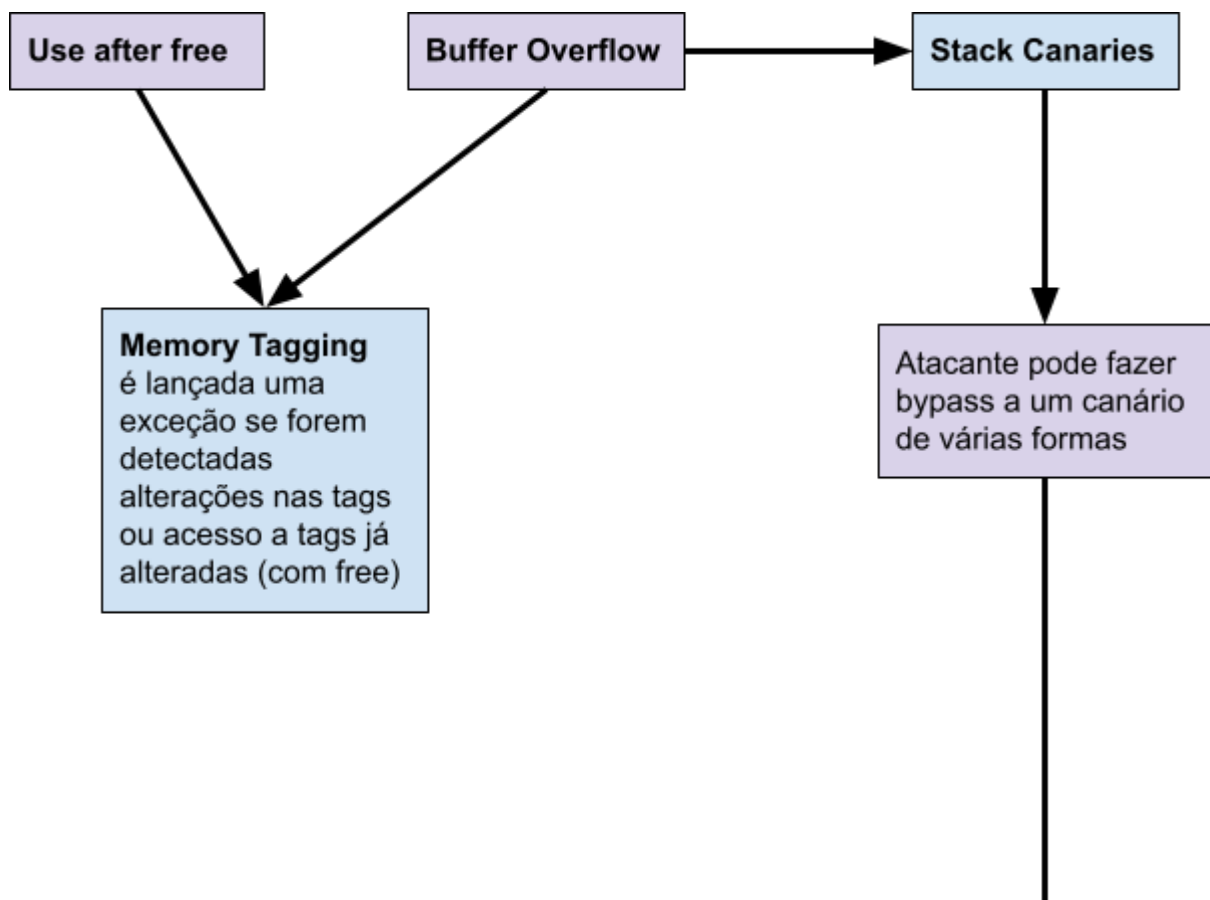 Use after free
Buffer Overflow
Stack Canaries
Memory Tagging
é lançada uma
exceção se forem
detectadas
alterações nas tags
ou acesso a tags já
alteradas (com free)
Atacante pode fazer
bypass a um canário
de várias formas